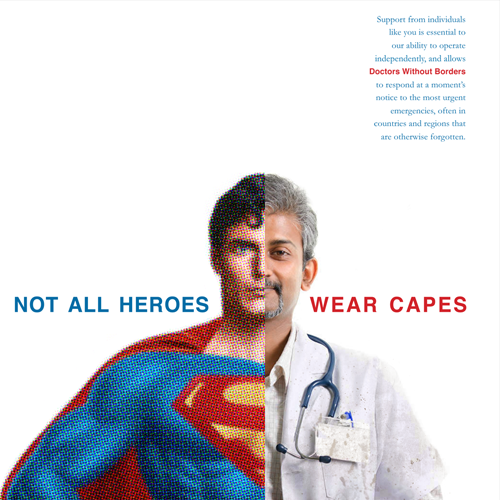 Support from individuals
like you is essential to
our ability to operate
independently, and allows
Doctors Without Borders
to respond at a moment's
notice to the most urgent
emergencies, often in
countries and regions that
are otherwise forgotten.
NOT ALL HEROES WEAR CAPES